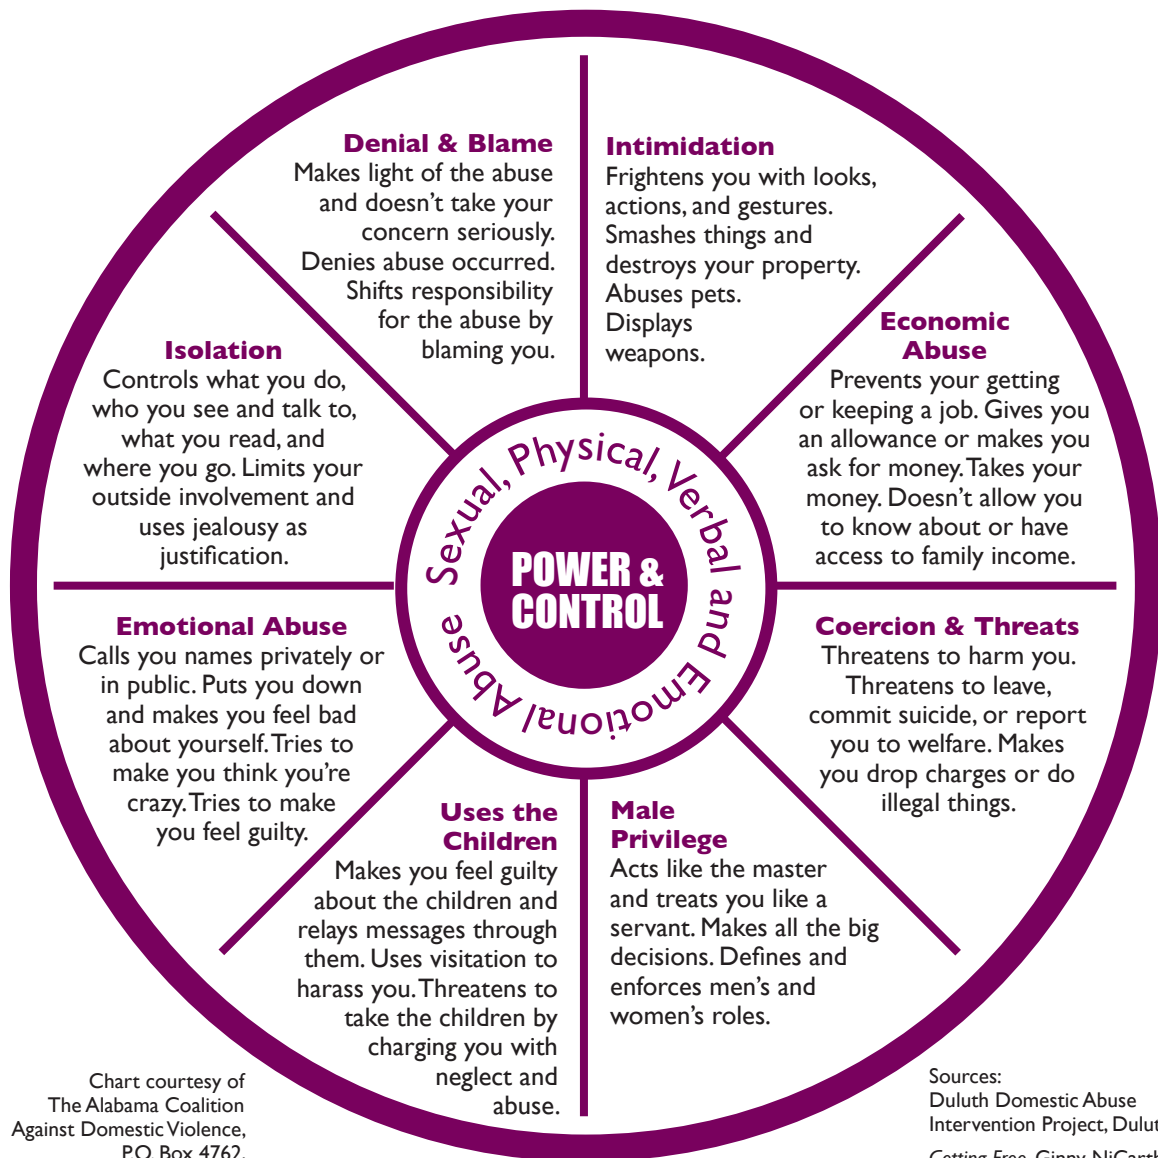 Denial & Blame
Makes light of the abuse
and doesn't take your
concern seriously.
Denies abuse occurred.
Shifts responsibility
for the abuse by
blaming you.
Intimidation
Frightens you with looks,
actions, and gestures.
Smashes things and
destroys your property.
Abuses pets.
Displays
weapons.
Economic
Abuse
Prevents your getting
or keeping a job. Gives you
an allowance or makes you
ask for money. Takes your
money. Doesn't allow you
to know about or have
access to family income.
Coercion & Threats
Threatens to harm you.
Threatens to leave,
commit suicide, or report
you to welfare. Makes
you drop charges or do
illegal things.
Male
Privilege
Acts like the master
and treats you like a
servant. Makes all the big
decisions. Defines and
enforces men's and
women's roles.
Uses the
Children
Makes you feel guilty
about the children and
relays messages through
them. Uses visitation to
harass you. Threatens to
take the children by
charging you with
neglect and
abuse.
Emotional Abuse
Calls you names privately or
in public. Puts you down
and makes you feel bad
about yourself. Tries to
make you think you're
crazy. Tries to make
you feel guilty.
Isolation
Controls what you do,
who you see and talk to,
what you read, and
where you go. Limits your
outside involvement and
uses jealousy as
justification.
Sexual, Physical, Verbal and Emotional Abuse
POWER &
CONTROL
Chart courtesy of
The Alabama Coalition
Against Domestic Violence,
P.O. Box 4762,
Sources:
Duluth Domestic Abuse
Intervention Project,
Getting Free, Ginny